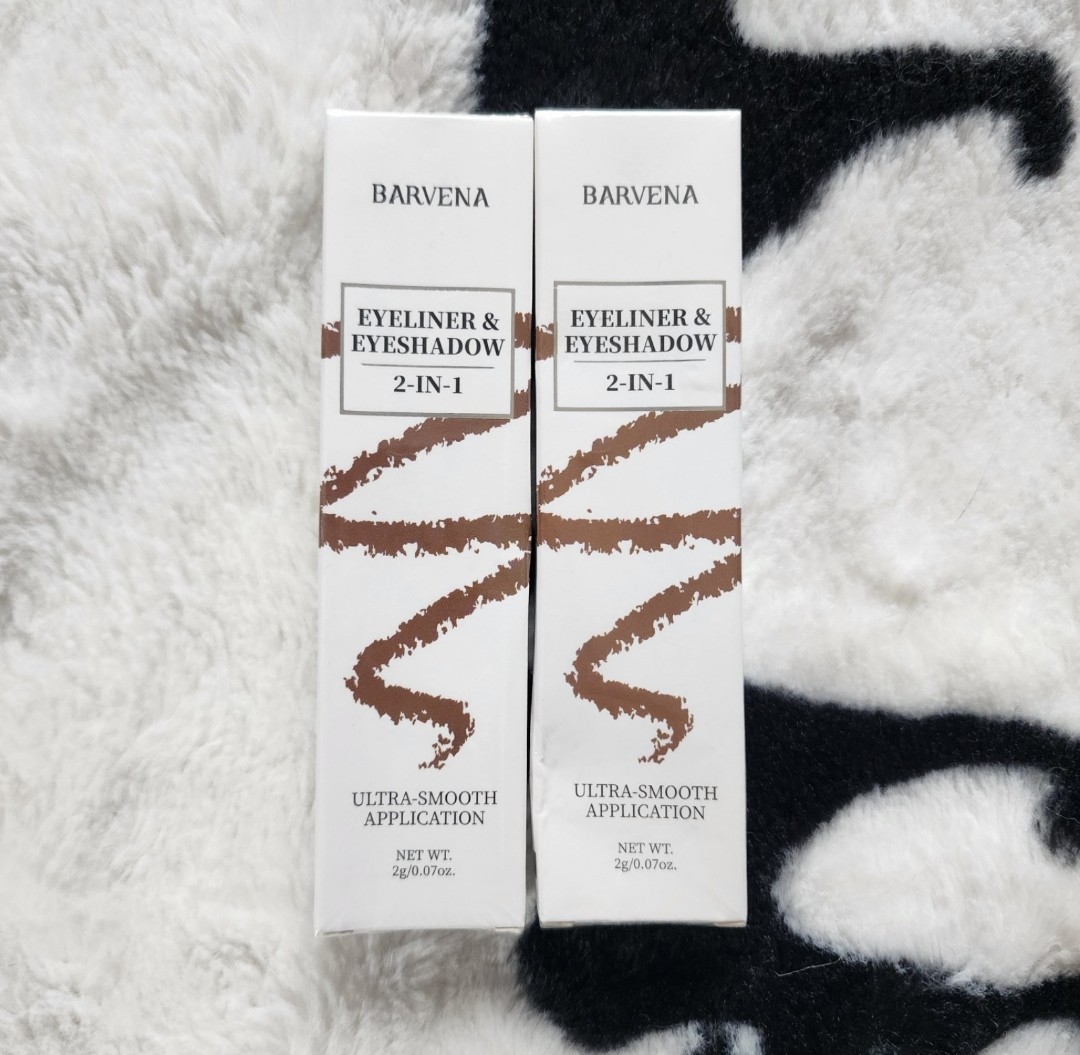 BARVENA
EYELINER &
EYESHADOW
2-IN-1
ULTRA-SMOOTH
APPLICATION
NET WT.
2g/0.07oz.
BARVENA
EYELINER &
EYESHADOW
2-IN-1
ULTRA-SMOOTH
APPLICATION
NET WT.
2g/0.07oz.